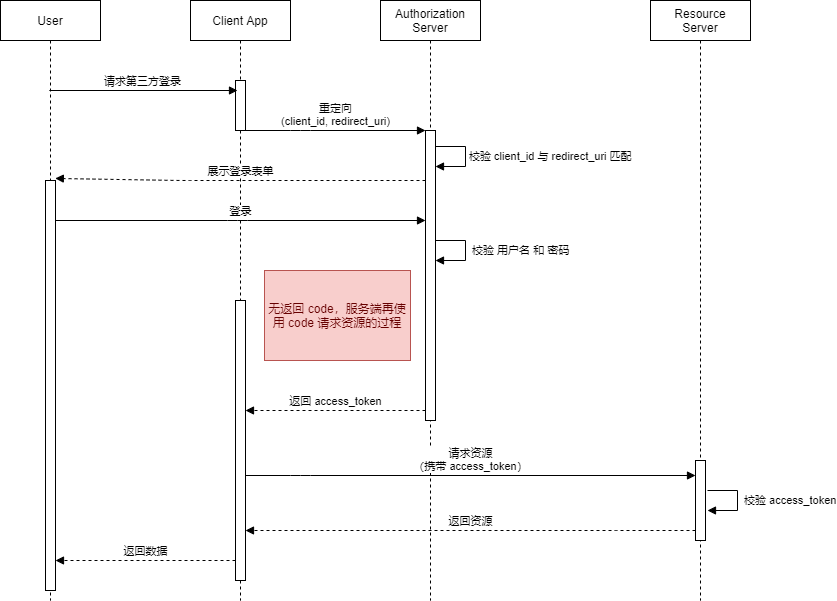 User
Client App
Authorization
Server
Resource
Server
请求第三方登录
重定向
(client_id, redirect_uri)
校验 client_id 与 redirect_uri 匹配
展示登录表单
登录
校验 用户名 和 密码
无返回 code，服务端再使
用 code 请求资源的过程
返回 access_token
请求资源
(携带 access_token)
校验 access_token
返回资源
返回数据